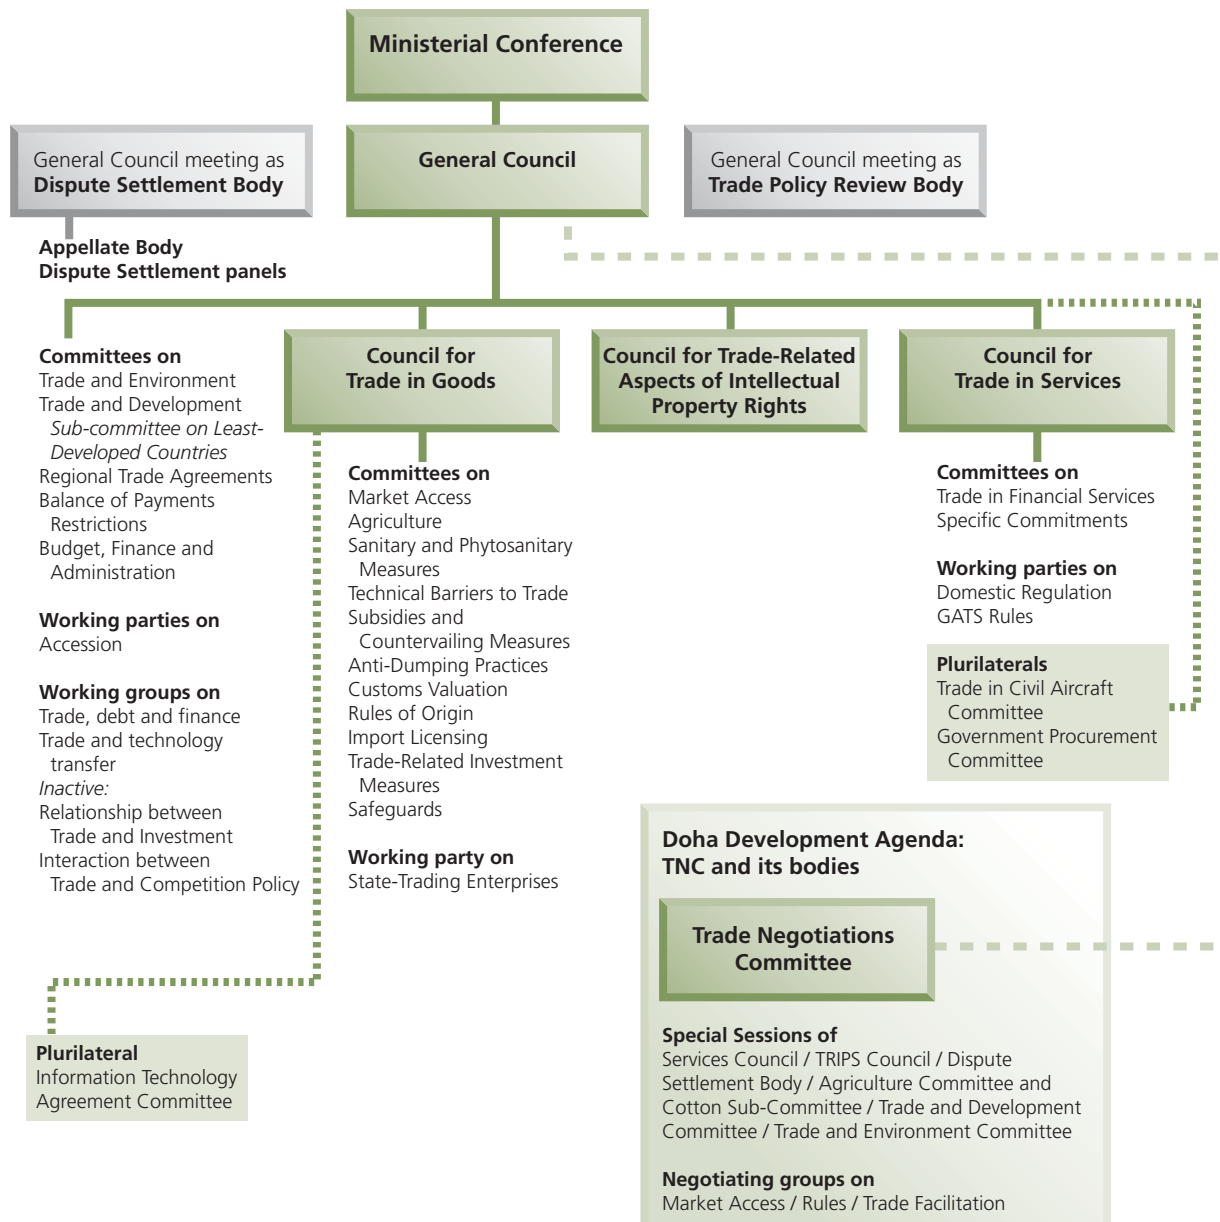 Ministerial Conference
General Council meeting as
Dispute Settlement Body
General Council
General Council meeting as
Trade Policy Review Body
Appellate Body
Dispute Settlement panels
Committees on
Trade and Environment
Trade and Development
Sub-committee on Least-
Developed Countries
Regional Trade Agreements
Balance of Payments
Restrictions
Budget, Finance and
Administration
Working parties on
Accession
Working groups on
Trade, debt and finance
Trade and technology
transfer
Inactive:
Relationship between
Trade and Investment
Interaction between
Trade and Competition Policy
Council for
Trade in Goods
Committees on
Market Access
Agriculture
Sanitary and Phytosanitary
Measures
Technical Barriers to Trade
Subsidies and
Countervailing Measures
Anti-Dumping Practices
Customs Valuation
Rules of Origin
Import Licensing
Trade-Related Investment
Measures
Safeguards
Working party on
State-Trading Enterprises
Council for Trade-Related
Aspects of Intellectual
Property Rights
Council for
Trade in Services
Committees on
Trade in Financial Services
Specific Commitments
Working parties on
Domestic Regulation
GATS Rules
Plurilaterals
Trade in Civil Aircraft
Committee
Government Procurement
Committee
Plurilateral
Information Technology
Agreement Committee
Doha Development Agenda:
TNC and its bodies
Trade Negotiations
Committee
Special Sessions of
Services Council / TRIPS Council / Dispute
Settlement Body / Agriculture Committee and
Cotton Sub-Committee / Trade and Development
Committee / Trade and Environment Committee
Negotiating groups on
Market Access / Rules / Trade Facilitation